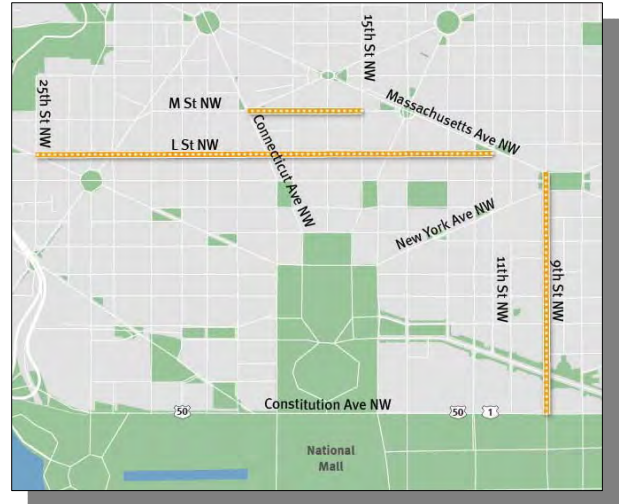 15th St NW
25th St NW
M St NW
Massachusetts Ave NW
L St NW
Connecticut Ave NW
New York Ave NW
11th St NW
9th St NW
Constitution Ave NW
50
50
1
National
Mall